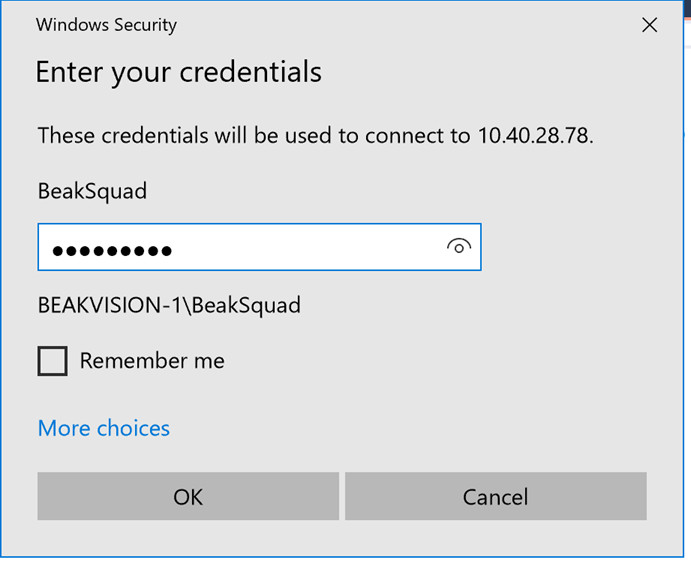 Windows Security
Enter your credentials
These credentials will be used to connect to 10.40.28.78.
BeakSquad
●●●●●●●●●
BEAKVISION-1\BeakSquad
Remember me
More choices
OK
Cancel